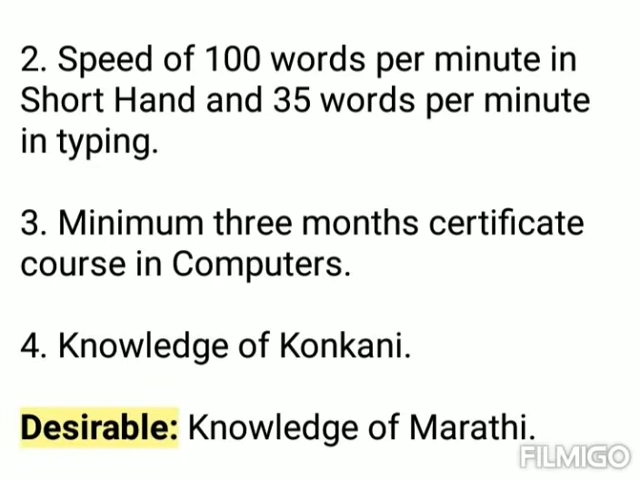 2. Speed of 100 words per minute in
Short Hand and 35 words per minute
in typing.
3. Minimum three months certificate
course in Computers.
4. Knowledge of Konkani.
Desirable: Knowledge of Marathi.
FILMIGO